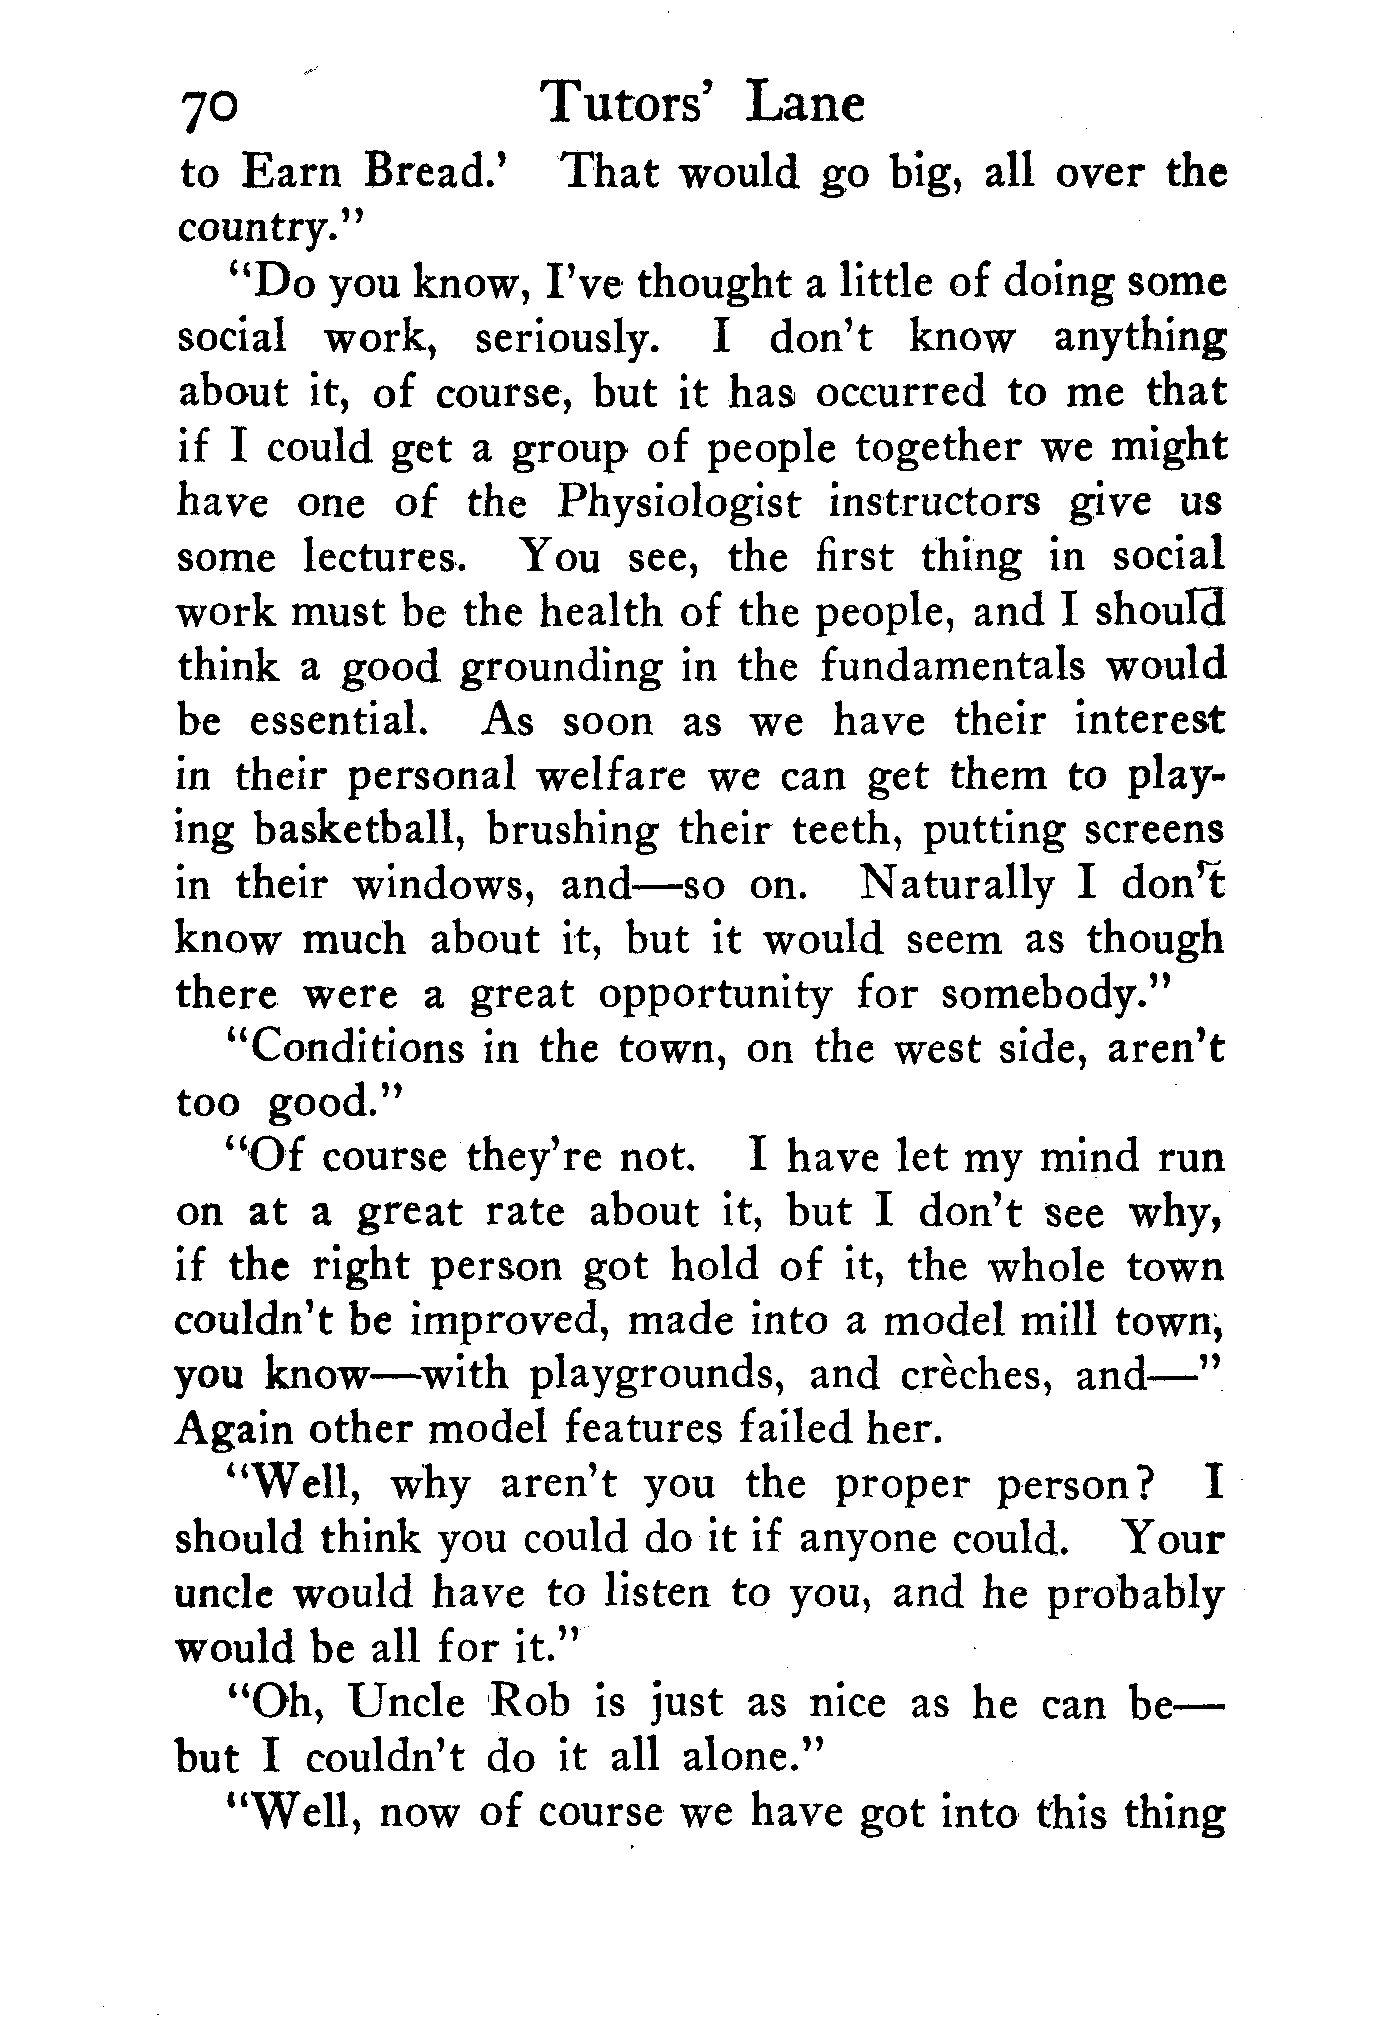 70 Tutors' Lane
to Earn Bread.' That would go big, all over the
country."
"Do you know, I've thought a little of doing some
social work, seriously. I don't know anything
about it, of course, but it has occurred to me that
if I could get a group of people together we might
have one of the Physiologist instructors give us
some lectures. You see, the first thing in social
work must be the health of the people, and I should
think a good grounding in the fundamentals would
be essential. As soon as we have their interest
in their personal welfare we can get them to play-
ing basketball, brushing their teeth, putting screens
in their windows, and—so on. Naturally I don't
know much about it, but it would seem as though
there were a great opportunity for somebody."
"Conditions in the town, on the west side, aren't
too good."
"Of course they're not. I have let my mind run
on at a great rate about it, but I don't see why,
if the right person got hold of it, the whole town
couldn't be improved, made into a model mill town,
you know—with playgrounds, and crèches, and—"
Again other model features failed her.
"Well, why aren't you the proper person? I
should think you could do it if anyone could. Your
uncle would have to listen to you, and he probably
would be all for it."
"Oh, Uncle Rob is just as nice as he can be—
but I couldn't do it all alone."
"Well, now of course we have got into this thing